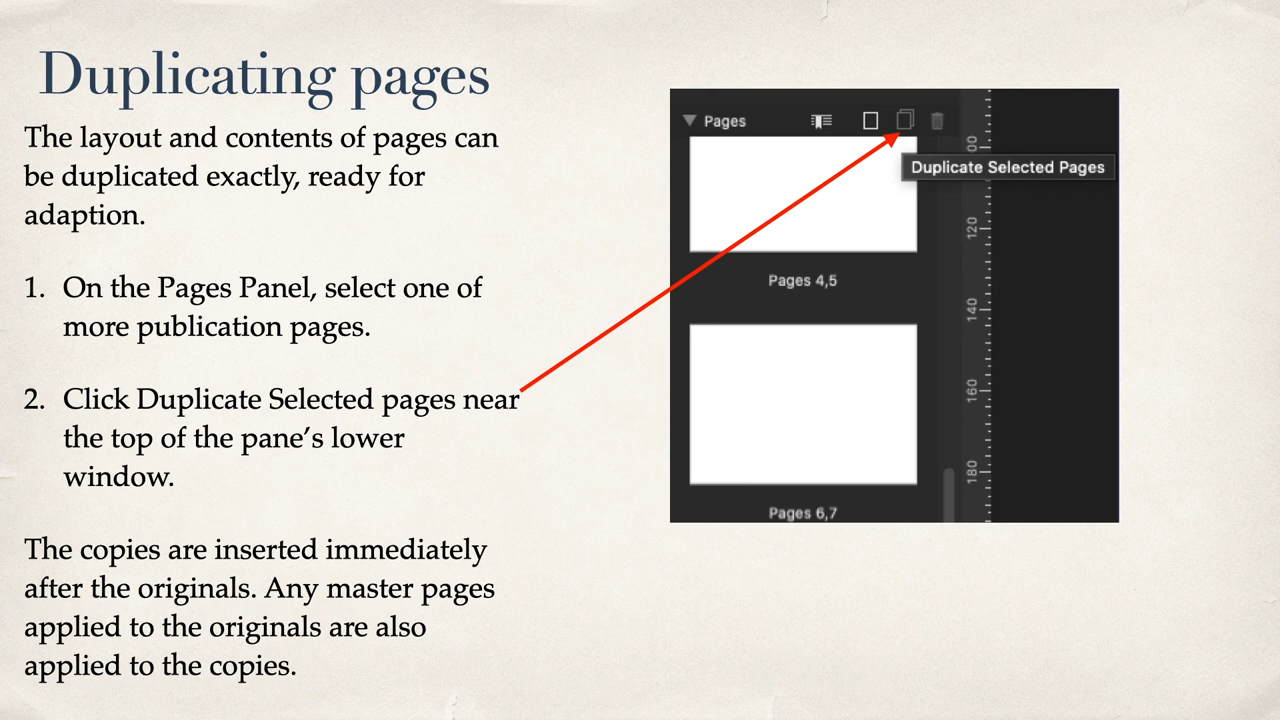 Duplicating pages
The layout and contents of pages can
be duplicated exactly, ready for
adaption.
1. On the Pages Panel, select one of
more publication pages.
2. Click Duplicate Selected pages near
the top of the pane’s lower
window.
The copies are inserted immediately
after the originals. Any master pages
applied to the originals are also
applied to the copies.
Pages
Duplicate Selected Pages
Pages 4,5
Pages 6,7
00
120
140
160
180